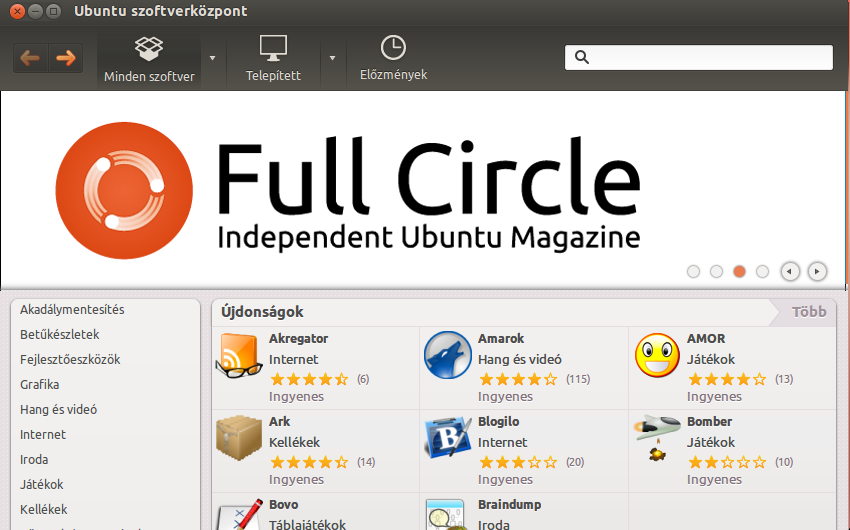 Ubuntu szoftverközpont
Minden szoftver
Telepített
Előzmények
Full Circle
Independent Ubuntu Magazine
Akadálymentesítés
Betűkészletek
Fejlesztőeszközök
Grafika
Hang és videó
Internet
Iroda
Játékok
Kellékek
Újdonságok
Több
Akregator
Internet
(6)
Ingyenes
Amarok
Hang és videó
(115)
Ingyenes
AMOR
Játékok
(13)
Ingyenes
Ark
Kellékek
(14)
Ingyenes
Blogilo
Internet
(20)
Ingyenes
Bomber
Játékok
(10)
Ingyenes
Bovo
Táblajátékok
Braindump
Iroda